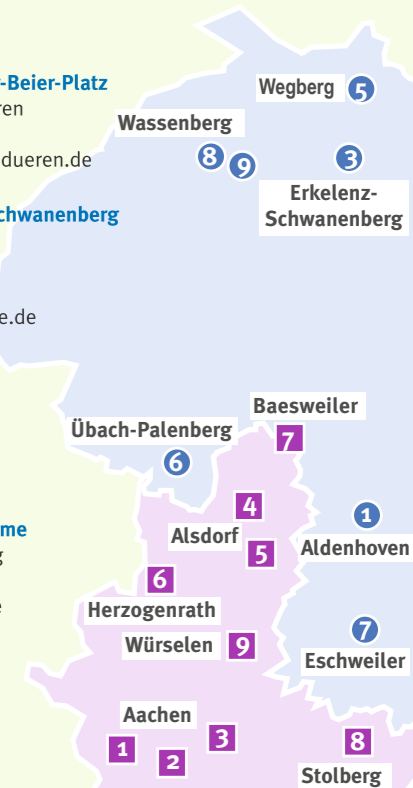 -Beier-Platz
ren
dueren.de
chwanenberg
e.de
me
g
e
Wegberg 5
Wassenberg
8 9 3
Erkelenz-
Schwanenberg
Baesweiler
7
Übach-Palenberg
6
4
1
Alsdorf
5
Aldenhoven
6
Herzogenrath
7
Würselen 9
Eschweiler
Aachen
1 2 3
8
Stolberg